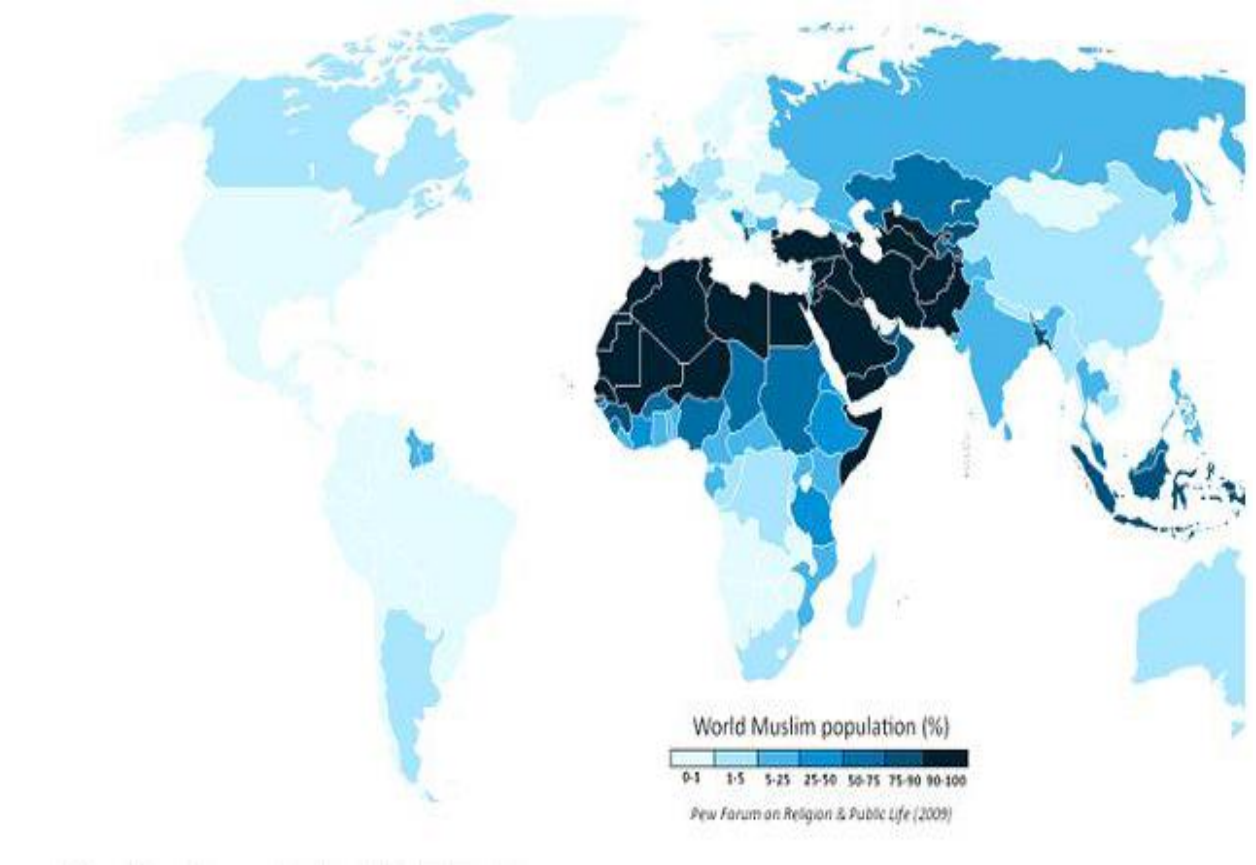 World Muslim population (%)
0-1 1-5 5-25 25-50 50-75 75-90 90-100
Pew Forum on Religion & Public Life (2009)